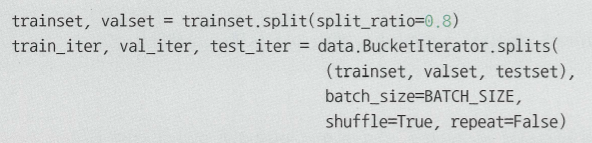 trainset, valset = trainset.split(split_ratio=0.8)
train_iter, val_iter, test_iter = data.BucketIterator.splits(
(trainset, valset, testset),
batch_size=BATCH_SIZE,
shuffle=True, repeat=False)